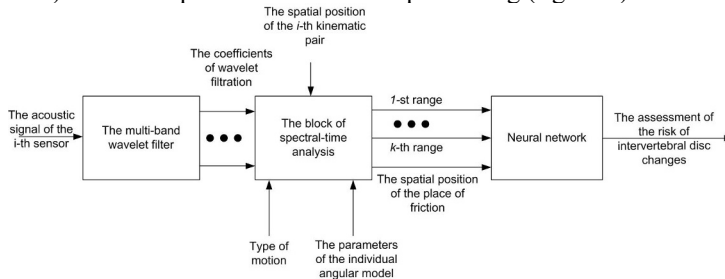 The spatial position
of the i-th kinematic
pair
The coefficients
of wavelet
filtration
The acoustic
signal of the
i-th sensor
The multi-band
wavelet filter
The block of
spectral-time
analysis
1-st range
k-th range
The spatial position
of the place of
friction
Neural network
The assessment of
the risk of
intervertebral disc
changes
Type of
motion
The parameters
of the individual
angular model